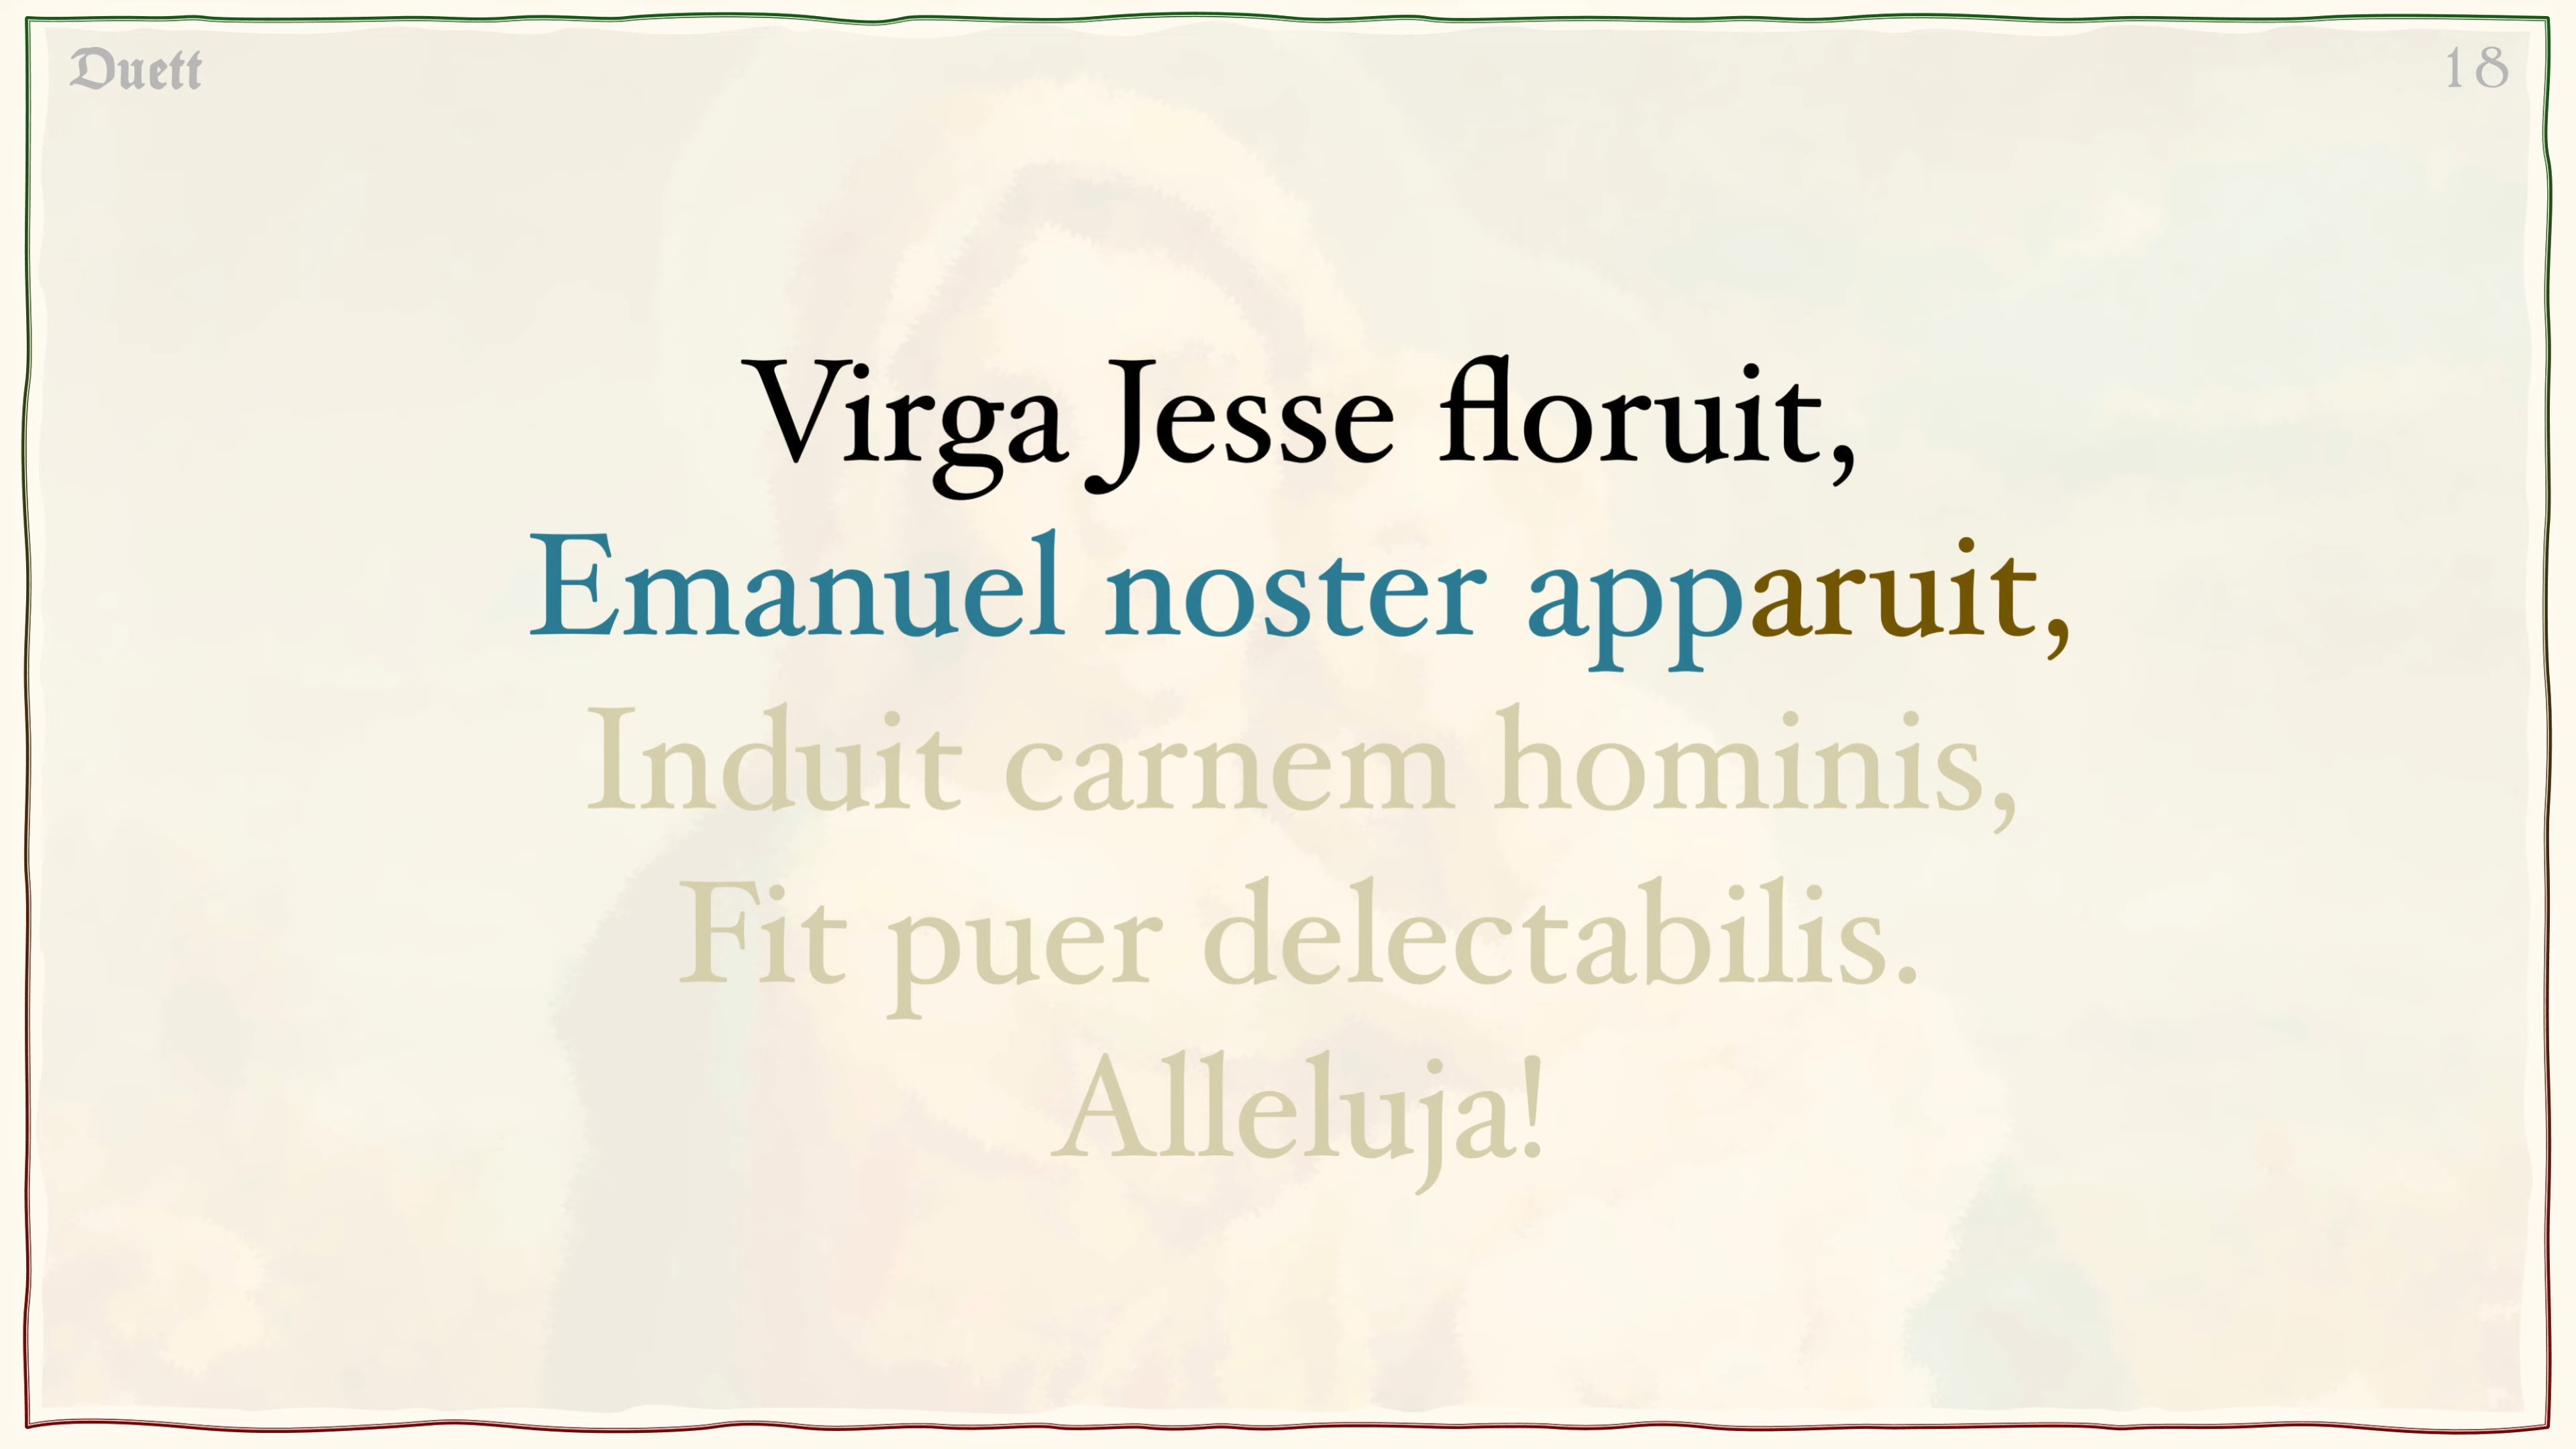 Duett
18
Virga Jesse floruit,
Emanuel noster apparuit,
Induit carnem hominis,
Fit puer delectabilis.
Alleluja!